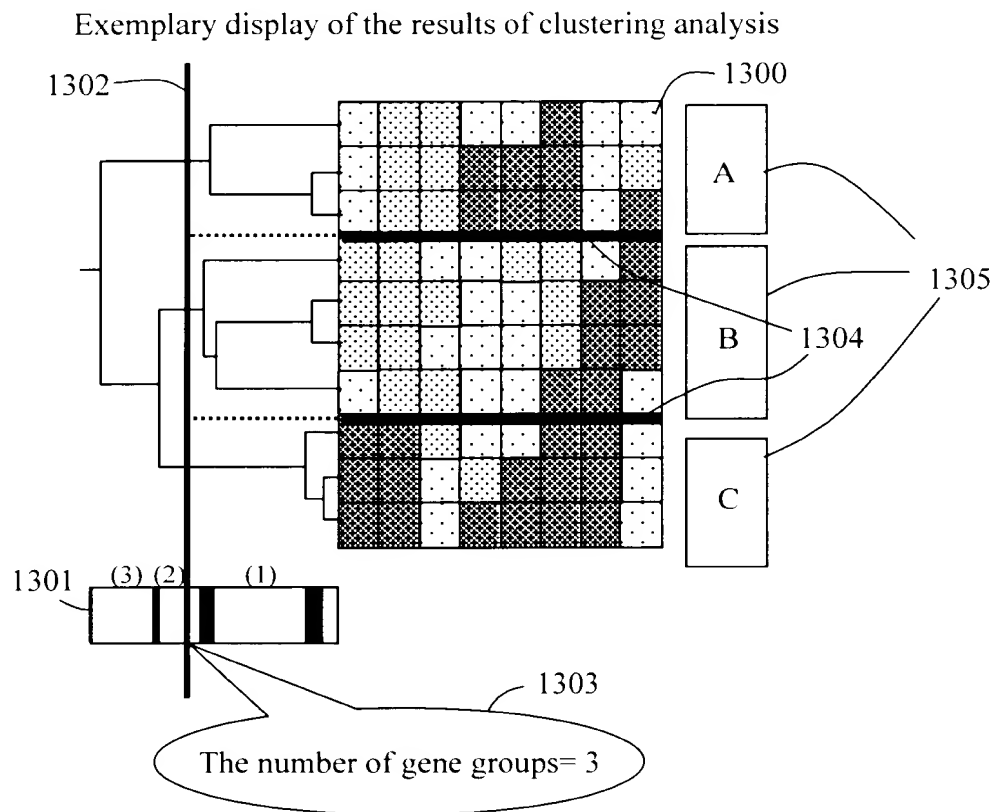 Exemplary display of the results of clustering analysis
1302
1300
A
1305
B
1304
C
1301
(3) (2) (1)
1303
The number of gene groups= 3